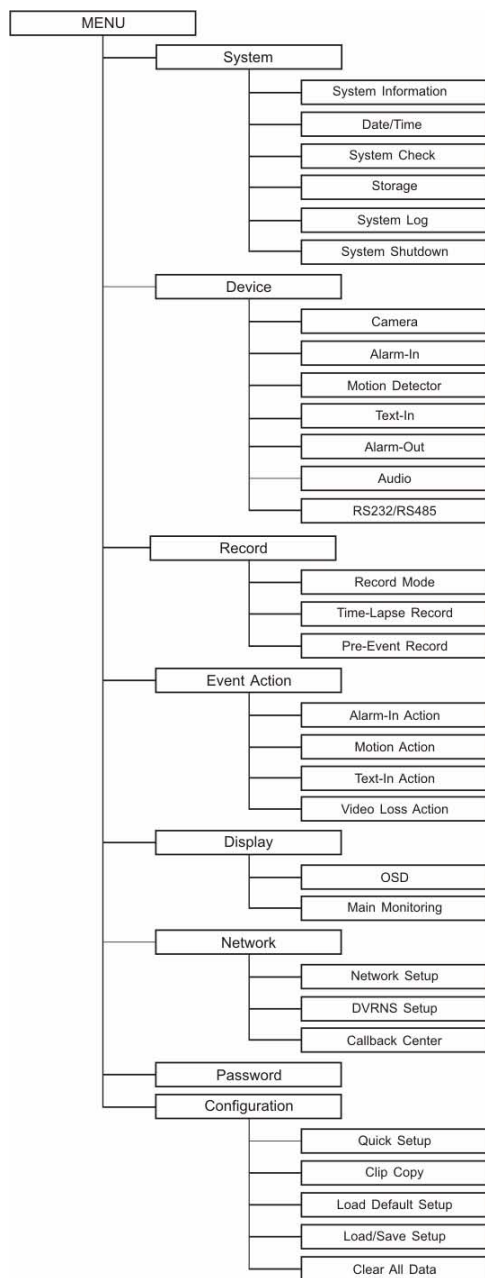 MENU
System
System Information
Date/Time
System Check
Storage
System Log
System Shutdown
Device
Camera
Alarm-In
Motion Detector
Text-In
Alarm-Out
Audio
RS232/RS485
Record
Record Mode
Time-Lapse Record
Pre-Event Record
Event Action
Alarm-In Action
Motion Action
Text-In Action
Video Loss Action
Display
OSD
Main Monitoring
Network
Network Setup
DVRNS Setup
Callback Center
Password
Configuration
Quick Setup
Clip Copy
Load Default Setup
Load/Save Setup
Clear All Data